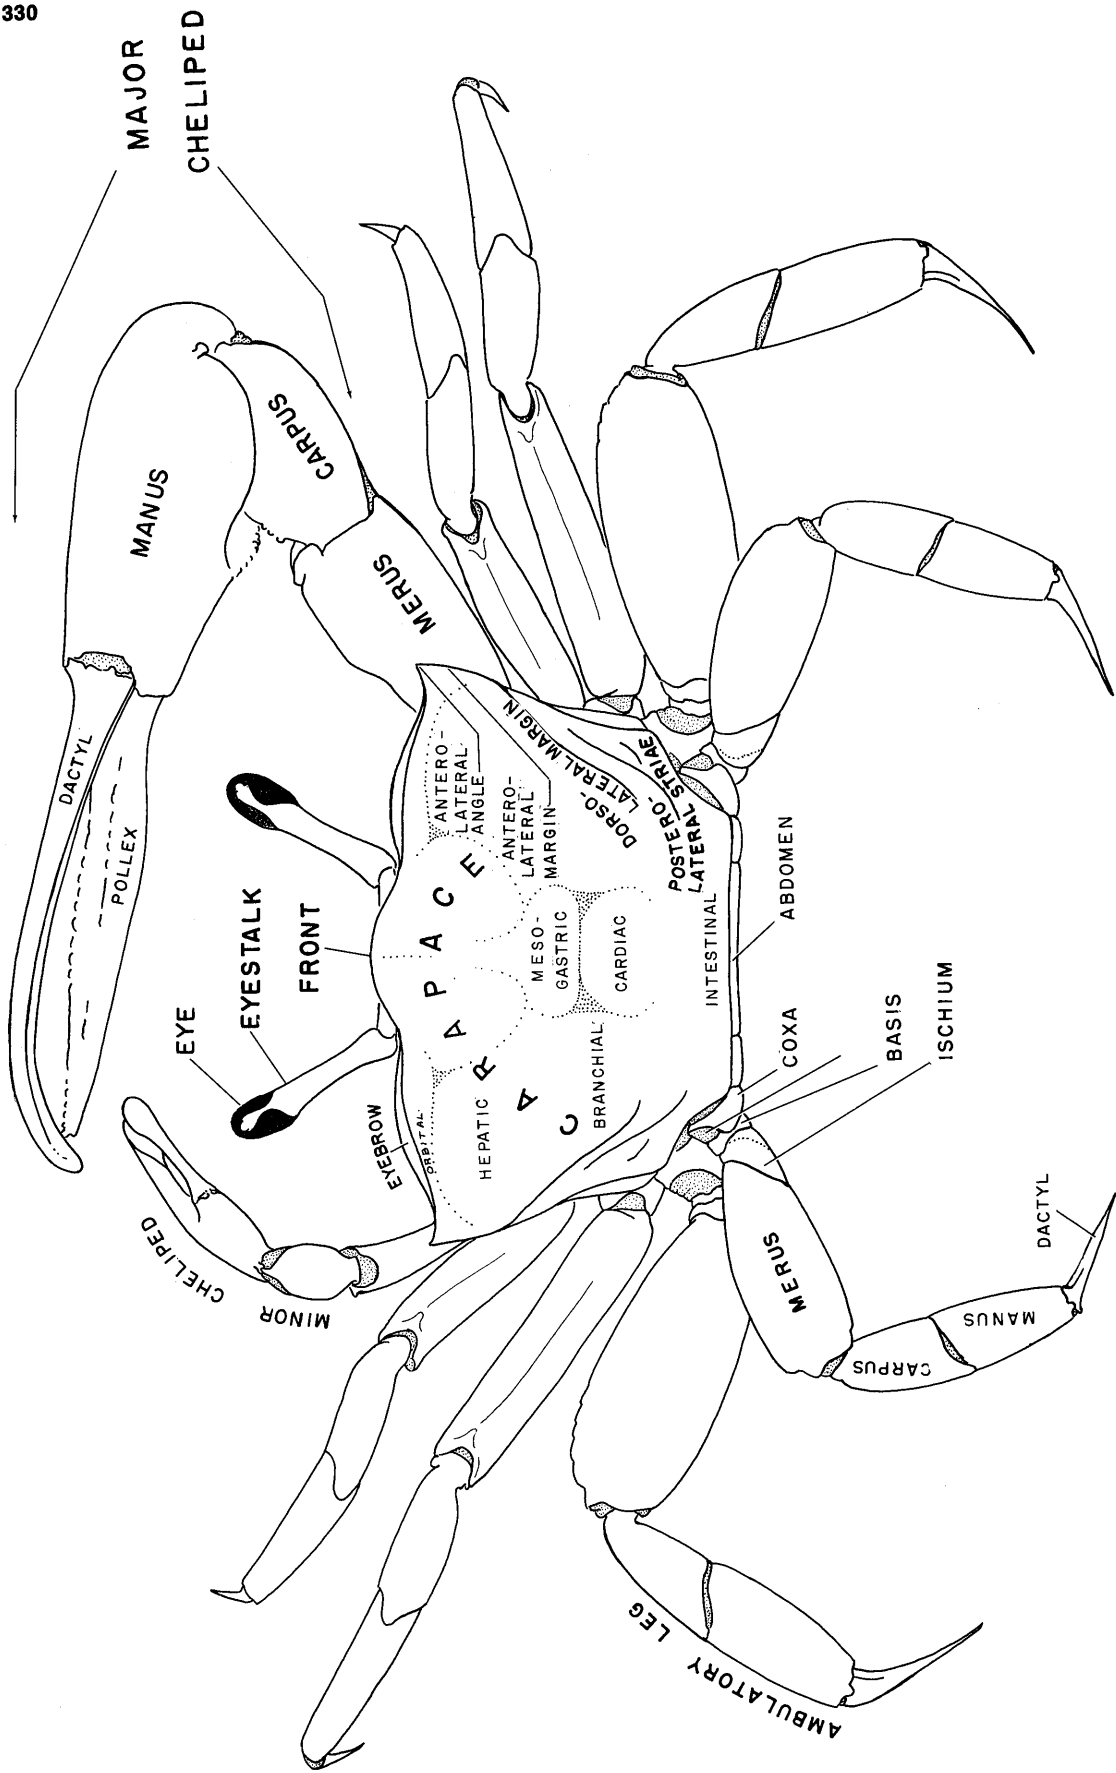 330
MAJOR
CHELIPED
MANUS
CARPUS
MERUS
DACTYL
POLLEX
EYE
EYESTALK
FRONT
EYEBROW
ORBITAL
HEPATIC
CARAPACE
ANTERO-
LATERAL
ANGLE
ANTERO-
LATERAL
MARGIN
DORSO-
LATERAL MARGIN
POSTERO-
LATERAL STRIAE
MESO-
GASTRIC
CARDIAC
BRANCHIAL
INTESTINAL
ABDOMEN
COXA
BASIS
ISCHIUM
MINOR CHELIPED
MERUS
CARPUS
MANUS
DACTYL
AMBULATORY LEG